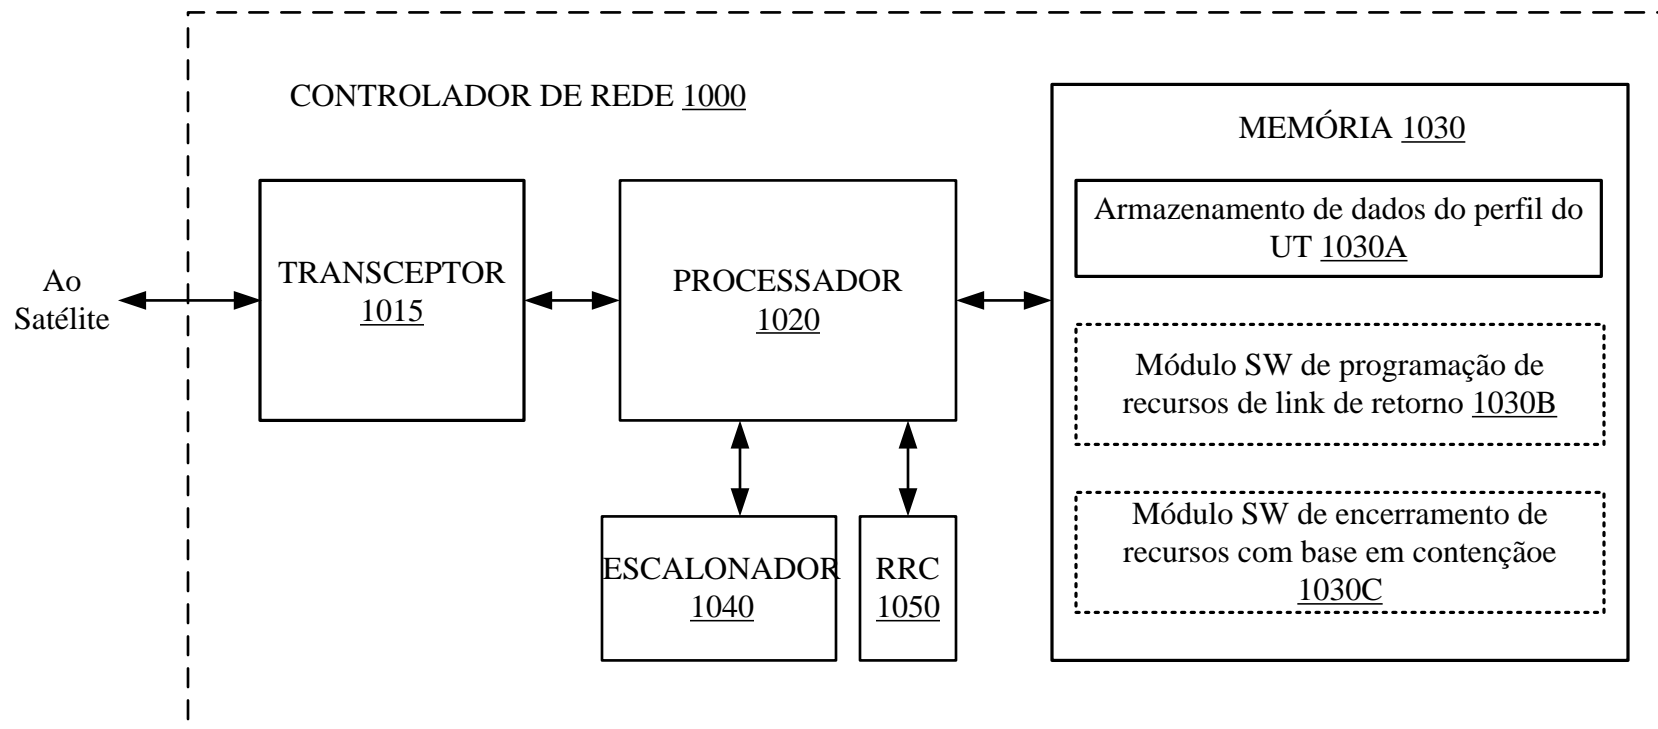 CONTROLADOR DE REDE 1000
MEMÓRIA 1030
Armazenamento de dados do perfil do
UT 1030A
Ao
Satélite
TRANSCEPTOR
1015
PROCESSADOR
1020
Módulo SW de programação de
recursos de link de retorno 1030B
ESCALONADOR
1040
RRC
1050
Módulo SW de encerramento de
recursos com base em contençãoe
1030C